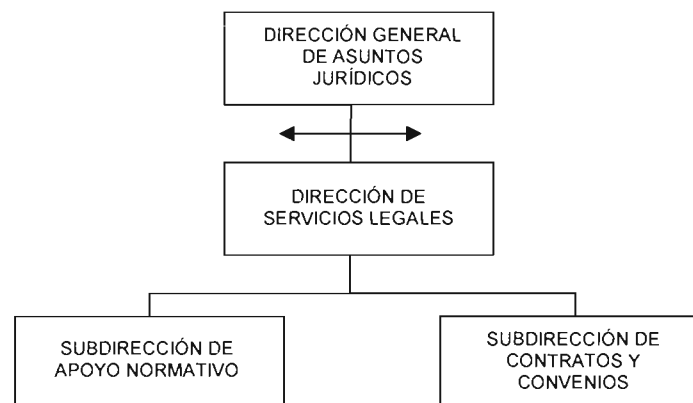 DIRECCIÓN GENERAL
DE ASUNTOS
JURÍDICOS
DIRECCIÓN DE
SERVICIOS LEGALES
SUBDIRECCIÓN DE
APOYO NORMATIVO
SUBDIRECCIÓN DE
CONTRATOS Y
CONVENIOS